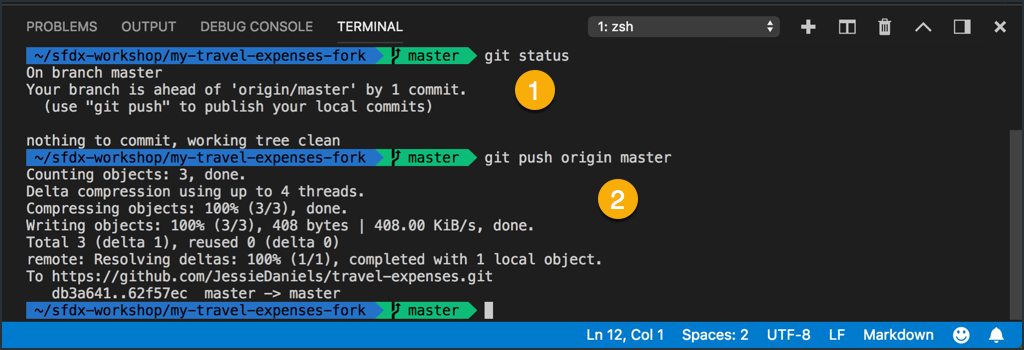 PROBLEMS OUTPUT DEBUG CONSOLE TERMINAL 1: zsh
~/sfdx-workshop/my-travel-expenses-fork master git status
On branch master
Your branch is ahead of 'origin/master' by 1 commit.
(use "git push" to publish your local commits)
1
nothing to commit, working tree clean
~/sfdx-workshop/my-travel-expenses-fork master git push origin master
Counting objects: 3, done.
Delta compression using up to 4 threads.
Compressing objects: 100% (3/3), done.
2
Writing objects: 100% (3/3), 408 bytes | 408.00 KiB/s, done.
Total 3 (delta 1), reused 0 (delta 0)
remote: Resolving deltas: 100% (1/1), completed with 1 local object.
To https://github.com/JessieDaniels/travel-expenses.git
db3a641..62f57ec master -> master
~/sfdx-workshop/my-travel-expenses-fork master
Ln 12, Col 1 Spaces: 2 UTF-8 LF Markdown